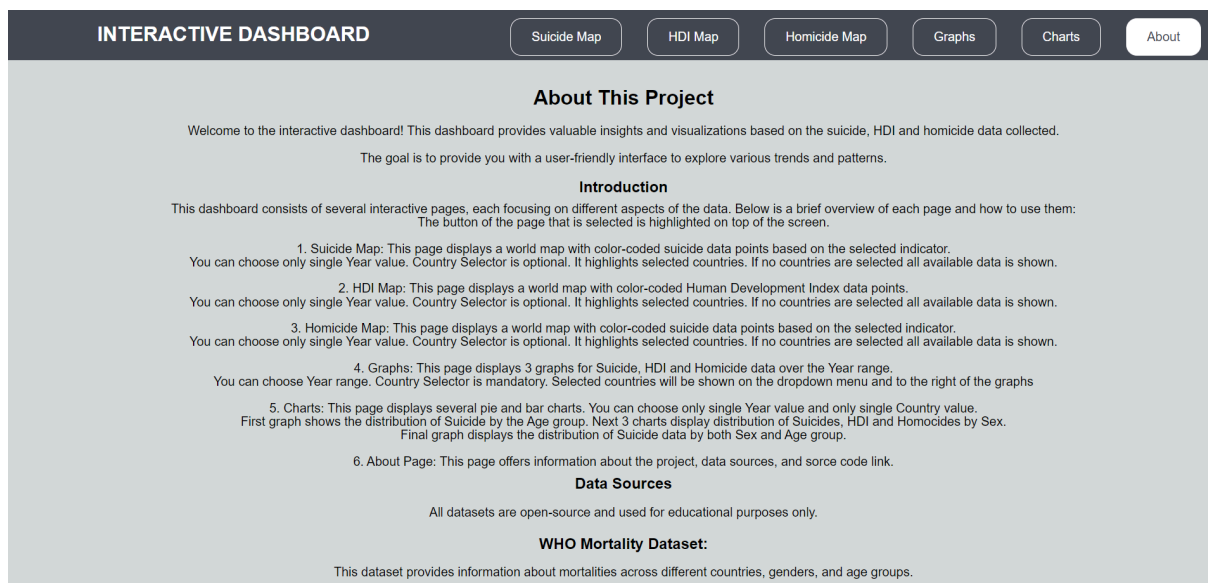 INTERACTIVE DASHBOARD
Suicide Map
HDI Map
Homicide Map
Graphs
Charts
About
About This Project
Welcome to the interactive dashboard! This dashboard provides valuable insights and visualizations based on the suicide, HDI and homicide data collected.
The goal is to provide you with a user-friendly interface to explore various trends and patterns.
Introduction
This dashboard consists of several interactive pages, each focusing on different aspects of the data. Below is a brief overview of each page and how to use them:
The button of the page that is selected is highlighted on top of the screen.
1. Suicide Map: This page displays a world map with color-coded suicide data points based on the selected indicator.
You can choose only single Year value. Country Selector is optional. It highlights selected countries. If no countries are selected all available data is shown.
2. HDI Map: This page displays a world map with color-coded Human Development Index data points.
You can choose only single Year value. Country Selector is optional. It highlights selected countries. If no countries are selected all available data is shown.
3. Homicide Map: This page displays a world map with color-coded suicide data points based on the selected indicator.
You can choose only single Year value. Country Selector is optional. It highlights selected countries. If no countries are selected all available data is shown.
4. Graphs: This page displays 3 graphs for Suicide, HDI and Homicide data over the Year range.
You can choose Year range. Country Selector is mandatory. Selected countries will be shown on the dropdown menu and to the right of the graphs
5. Charts: This page displays several pie and bar charts. You can choose only single Year value and only single Country value.
First graph shows the distribution of Suicide by the Age group. Next 3 charts display distribution of Suicides, HDI and Homocides by Sex.
Final graph displays the distribution of Suicide data by both Sex and Age group.
6. About Page: This page offers information about the project, data sources, and sorce code link.
Data Sources
All datasets are open-source and used for educational purposes only.
WHO Mortality Dataset:
This dataset provides information about mortalities across different countries, genders, and age groups.